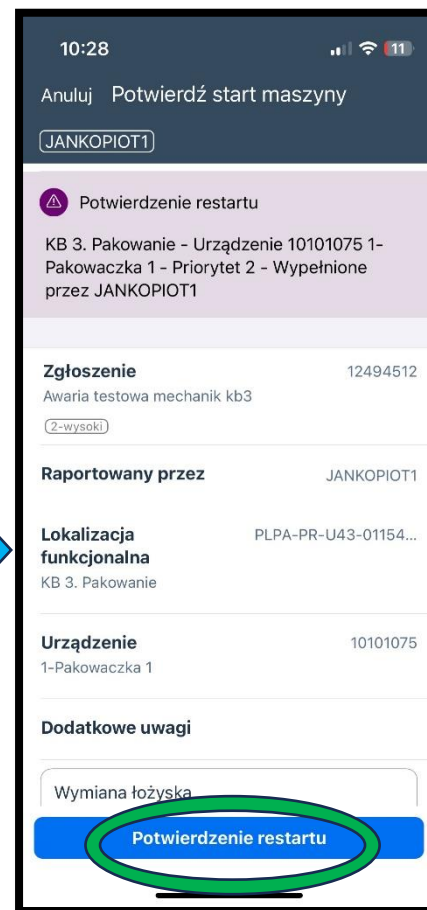 10:28
11
Anuluj Potwierdź start maszyny
JANKOPIOT1
Potwierdzenie restartu
KB 3. Pakowanie - Urządzenie 10101075 1-
Pakowaczka 1 - Priorytet 2 - Wypełnione
przez JANKOPIOT1
Zgłoszenie 12494512
Awaria testowa mechanik kb3
2-wysoki
Raportowany przez JANKOPIOT1
Lokalizacja PLPA-PR-U43-01154...
funkcjonalna
KB 3. Pakowanie
Urządzenie 10101075
1-Pakowaczka 1
Dodatkowe uwagi
Wymiana łożyska
Potwierdzenie restartu